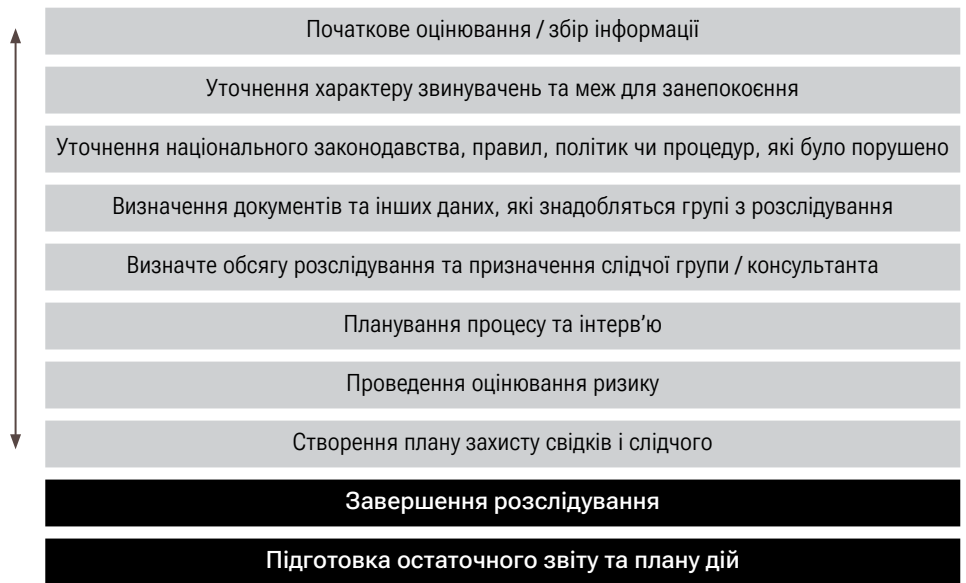 Початкове оцінювання / збір інформації
Уточнення характеру звинувачень та меж для занепокоєння
Уточнення національного законодавства, правил, політик чи процедур, які було порушено
Визначення документів та інших даних, які знадобляться групі з розслідування
Визначте обсягу розслідування та призначення слідчої групи / консультанта
Планування процесу та інтерв’ю
Проведення оцінювання ризику
Створення плану захисту свідків і слідчого
Завершення розслідування
Підготовка остаточного звіту та плану дій